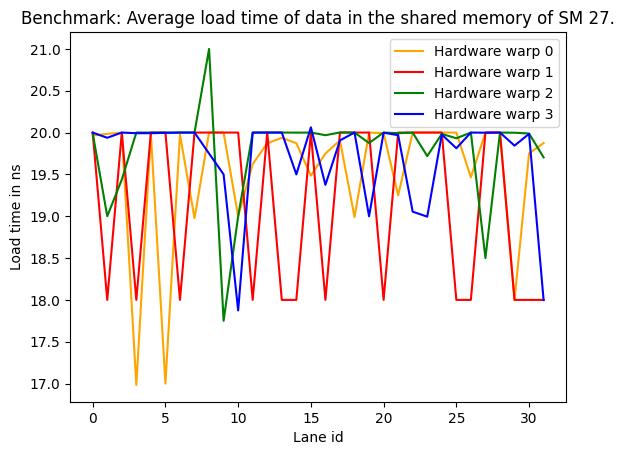 Benchmark: Average load time of data in the shared memory of SM 27.
Hardware warp 0
Hardware warp 1
Hardware warp 2
Hardware warp 3
21.0
20.5
20.0
19.5
19.0
18.5
18.0
17.5
17.0
Load time in ns
0 5 10 15 20 25 30
Lane id